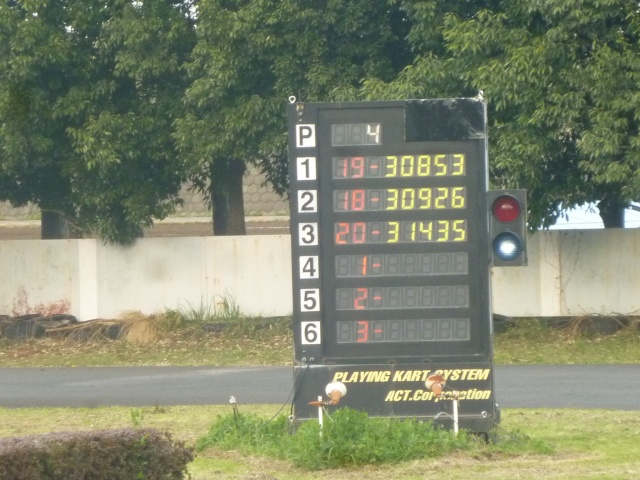 P 4
1 19- 30853
2 18- 30926
3 20- 31435
4 1-
5 2-
6 3-
PLAYING KART SYSTEM
ACT.Corporation